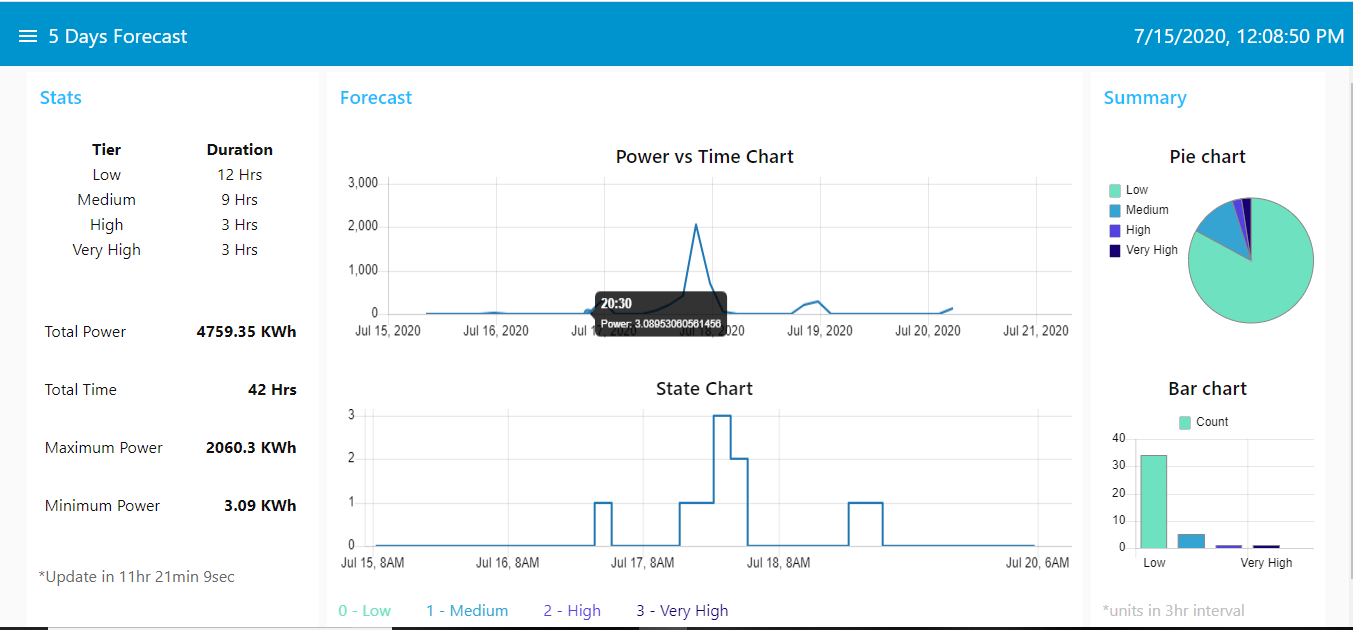 5 Days Forecast
7/15/2020, 12:08:50 PM
Stats
Tier Duration
Low 12 Hrs
Medium 9 Hrs
High 3 Hrs
Very High 3 Hrs
Total Power 4759.35 KWh
Total Time 42 Hrs
Maximum Power 2060.3 KWh
Minimum Power 3.09 KWh
*Update in 11hr 21min 9sec
Forecast
Power vs Time Chart
3,000
2,000
1,000
0
20:30
Power: 3.08953060561456
Jul 15, 2020 Jul 16, 2020 Jul 17, 2020 Jul 18, 2020 Jul 19, 2020 Jul 20, 2020 Jul 21, 2020
State Chart
3
2
1
0
Jul 15, 8AM Jul 16, 8AM Jul 17, 8AM Jul 18, 8AM Jul 20, 6AM
0 - Low 1 - Medium 2 - High 3 - Very High
Summary
Pie chart
Low
Medium
High
Very High
Bar chart
Count
40
30
20
10
0
Low Very High
*units in 3hr interval